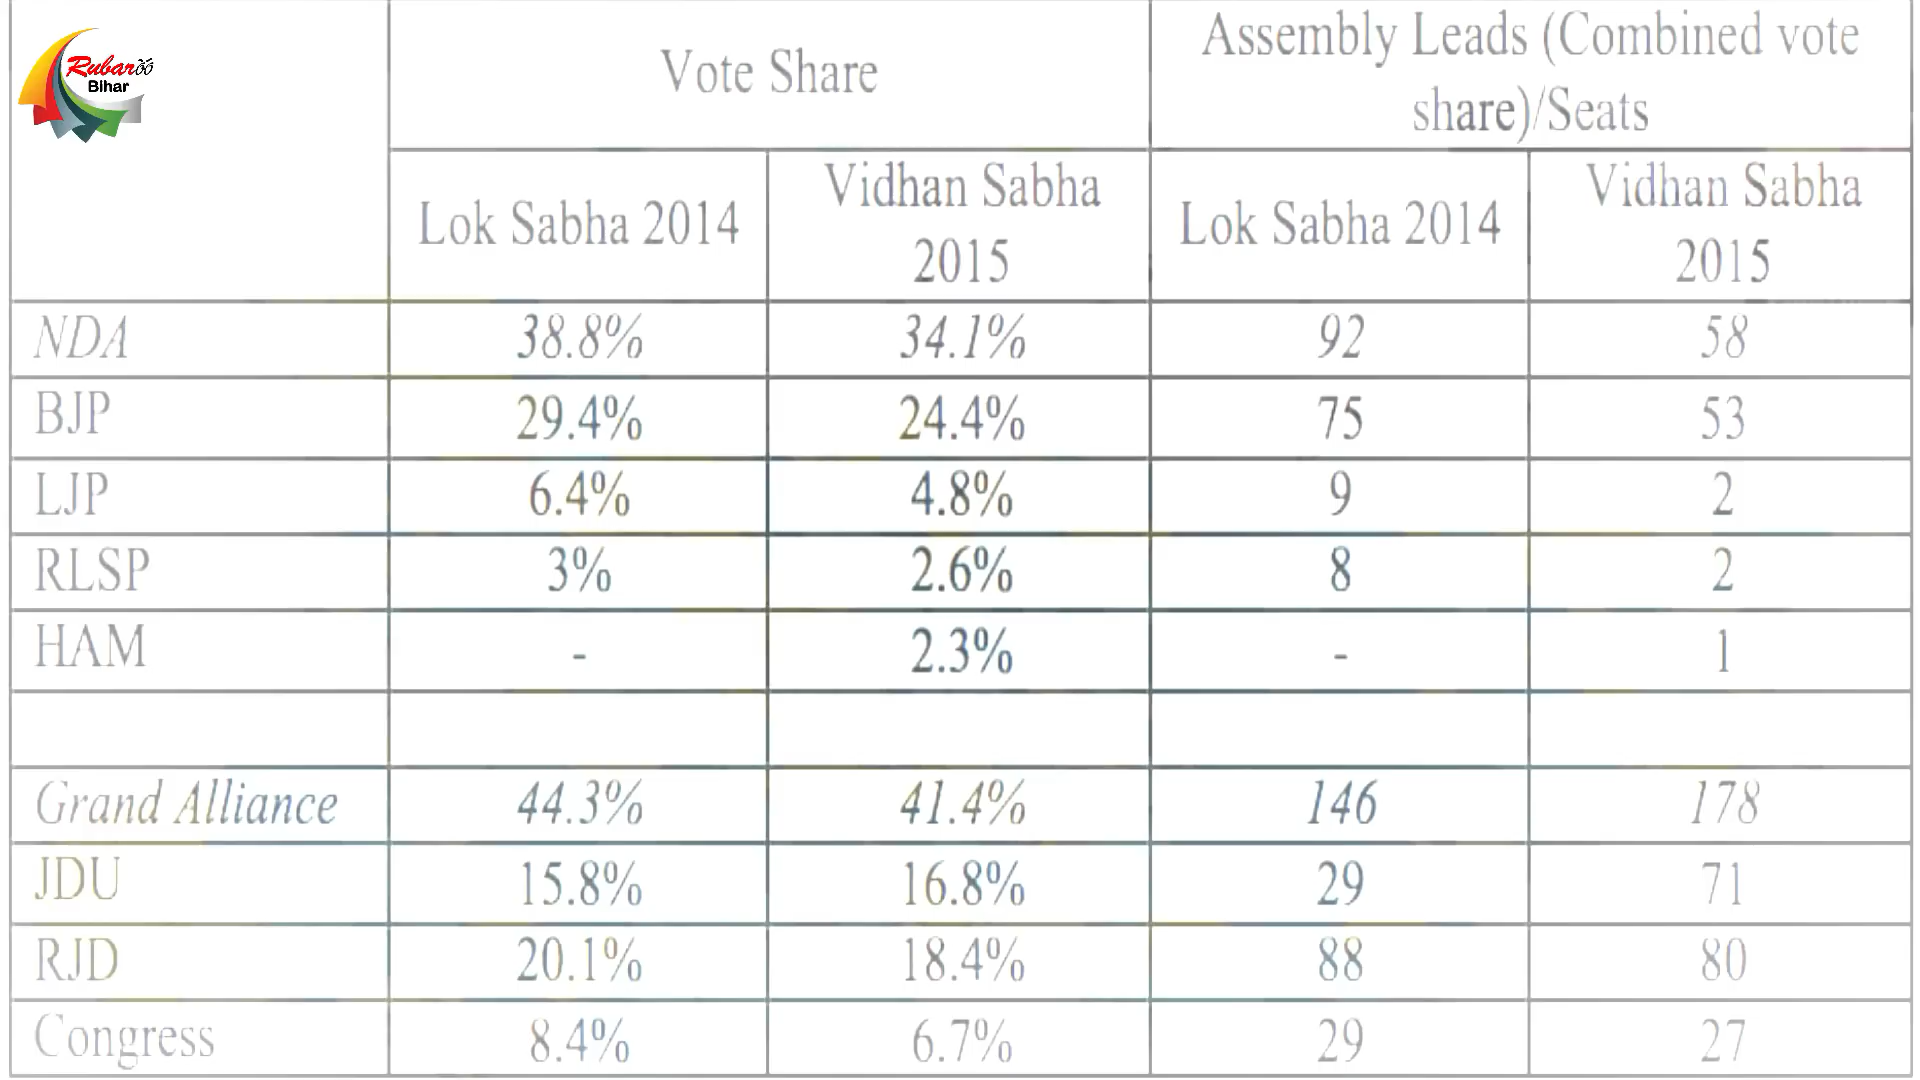 Rubaroo
Bihar
Vote Share
Assembly Leads (Combined vote
share)/Seats
Lok Sabha 2014
Vidhan Sabha
2015
Lok Sabha 2014
Vidhan Sabha
2015
NDA 38.8% 34.1% 92 58
BJP 29.4% 24.4% 75 53
LJP 6.4% 4.8% 9 2
RLSP 3% 2.6% 8 2
HAM - 2.3% - 1
Grand Alliance 44.3% 41.4% 146 178
JDU 15.8% 16.8% 29 71
RJD 20.1% 18.4% 88 80
Congress 8.4% 6.7% 29 27